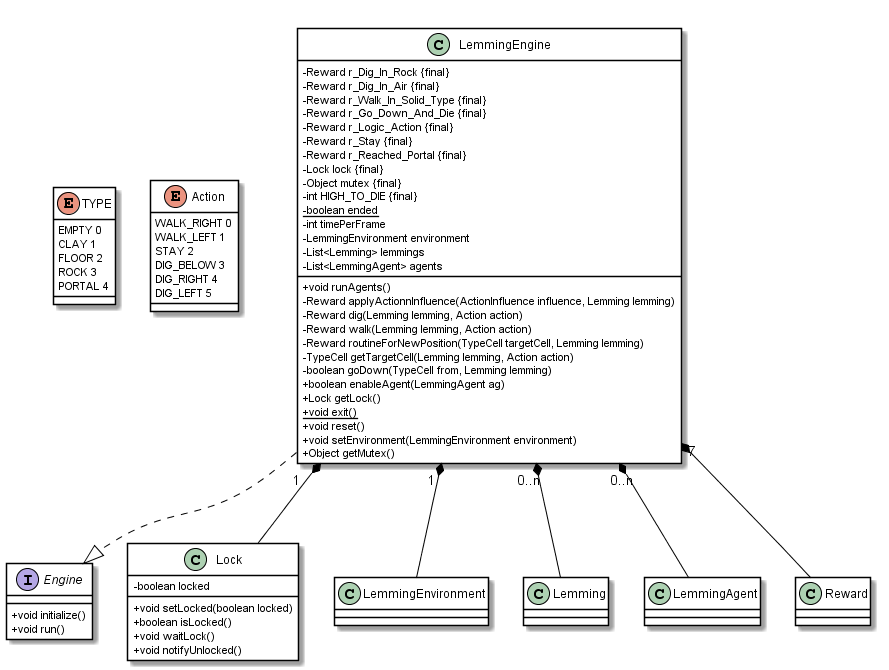 C LemmingEngine
-Reward r_Dig_In_Rock {final}
-Reward r_Dig_In_Air {final}
-Reward r_Walk_In_Solid_Type {final}
-Reward r_Go_Down_And_Die {final}
-Reward r_Logic_Action {final}
-Reward r_Stay {final}
-Reward r_Reached_Portal {final}
-Lock lock {final}
-Object mutex {final}
-int HIGH_TO_DIE {final}
-boolean ended
-int timePerFrame
-LemmingEnvironment environment
-List<Lemming> lemmings
-List<LemmingAgent> agents
+void runAgents()
-Reward applyActionnInfluence(ActionInfluence influence, Lemming lemming)
-Reward dig(Lemming lemming, Action action)
-Reward walk(Lemming lemming, Action action)
-Reward routineForNewPosition(TypeCell targetCell, Lemming lemming)
-TypeCell getTargetCell(Lemming lemming, Action action)
-boolean goDown(TypeCell from, Lemming lemming)
+boolean enableAgent(LemmingAgent ag)
+Lock getLock()
+void exit()
+void reset()
+void setEnvironment(LemmingEnvironment environment)
+Object getMutex()
E TYPE
EMPTY 0
CLAY 1
FLOOR 2
ROCK 3
PORTAL 4
E Action
WALK_RIGHT 0
WALK_LEFT 1
STAY 2
DIG_BELOW 3
DIG_RIGHT 4
DIG_LEFT 5
1
1
0..n
0..n
7
I Engine
+void initialize()
+void run()
C Lock
-boolean locked
+void setLocked(boolean locked)
+boolean isLocked()
+void waitLock()
+void notifyUnlocked()
C LemmingEnvironment
C Lemming
C LemmingAgent
C Reward